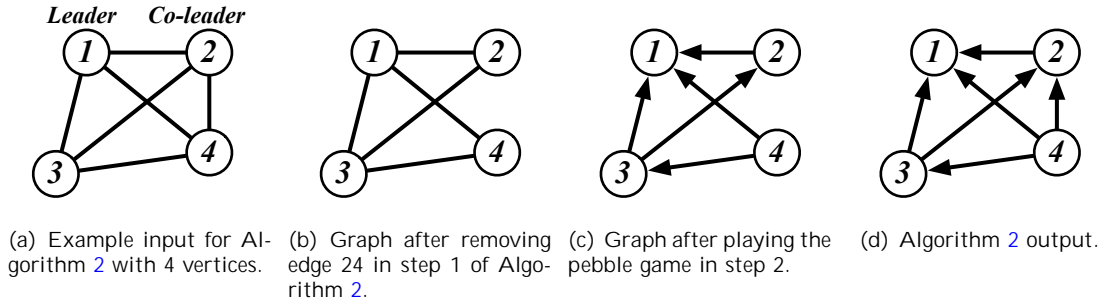 Leader Co-leader
1 2
3 4
1 2
3 4
1 2
3 4
1 2
3 4
(a) Example input for Al-
gorithm 2 with 4 vertices.
(b) Graph after removing
edge 24 in step 1 of Algo-
rithm 2.
(c) Graph after playing the
pebble game in step 2.
(d) Algorithm 2 output.